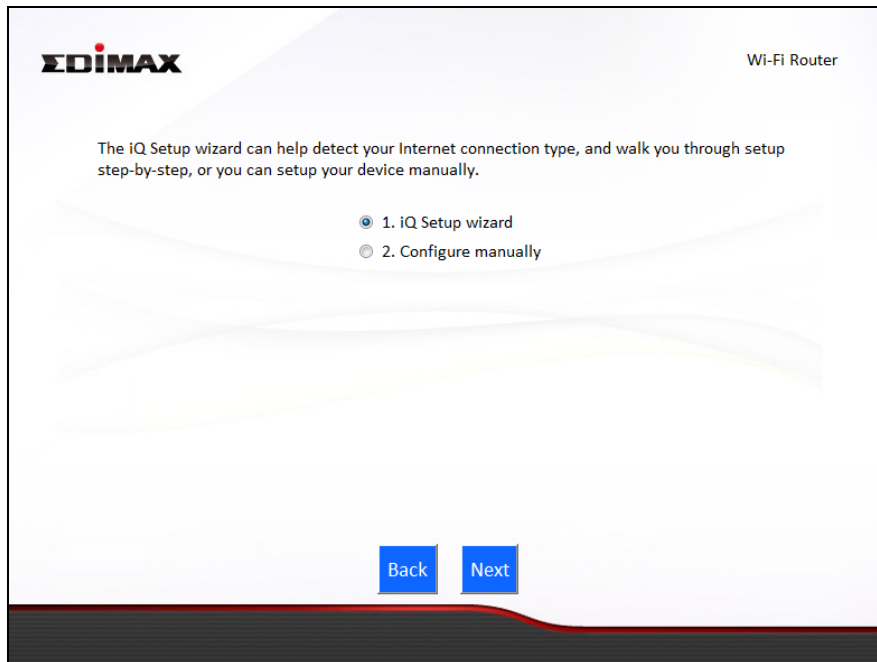 EDIMAX
Wi-Fi Router
The iQ Setup wizard can help detect your Internet connection type, and walk you through setup
step-by-step, or you can setup your device manually.
1. iQ Setup wizard
2. Configure manually
Back
Next